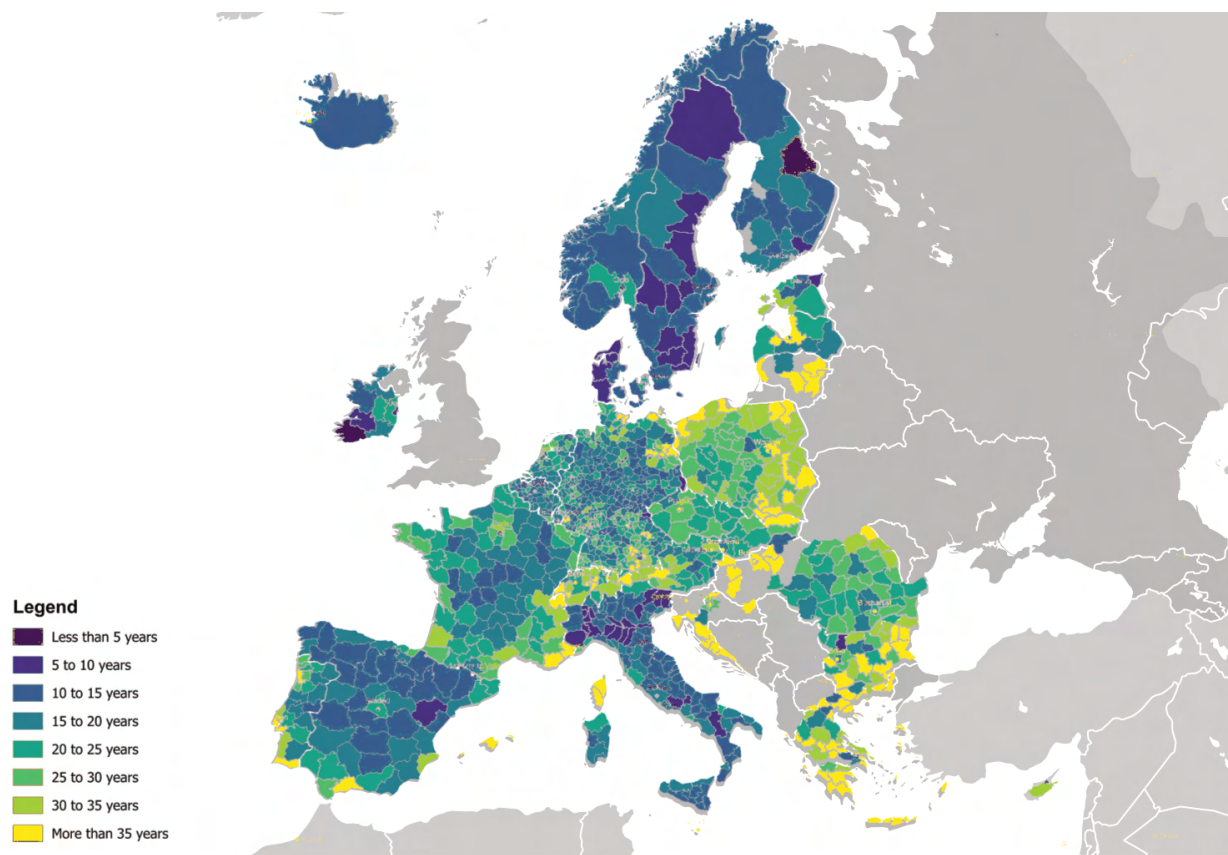 Legend
Less than 5 years
5 to 10 years
10 to 15 years
15 to 20 years
20 to 25 years
25 to 30 years
30 to 35 years
More than 35 years